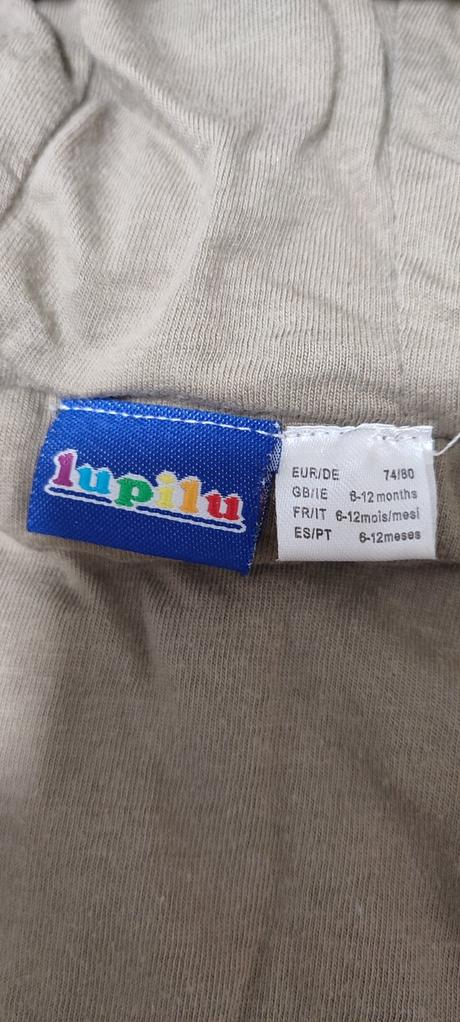 lupilu
EUR/DE 74/80
GB/IE 6-12 months
FR/IT 6-12mois/mesi
ES/PT 6-12meses